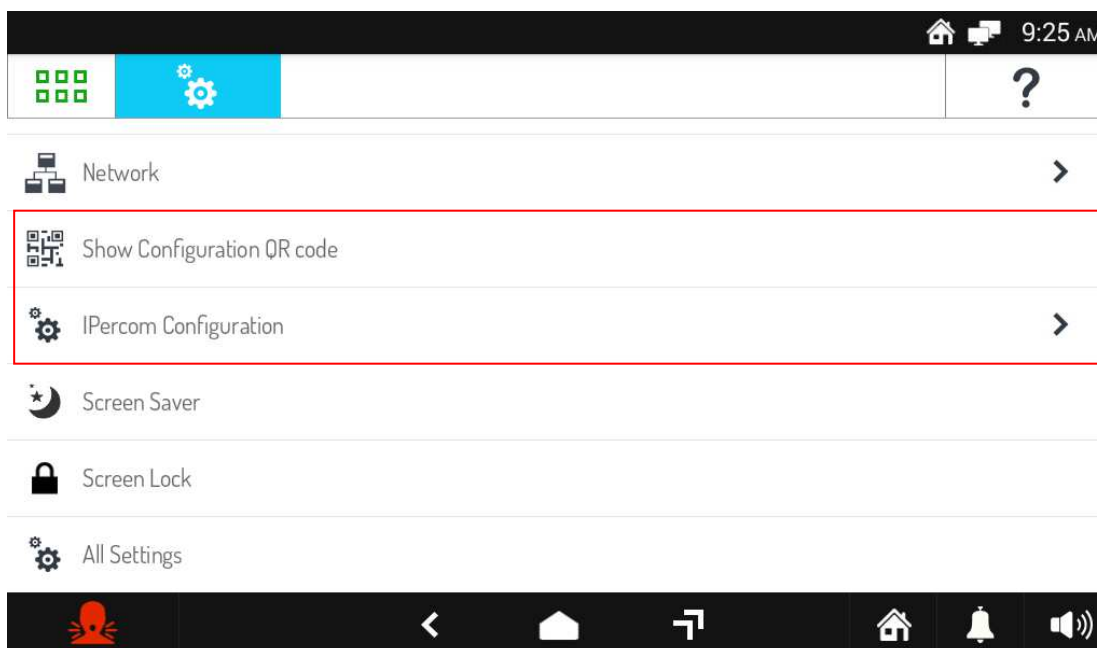 9:25 AM
?
Network
Show Configuration QR code
IPercom Configuration
Screen Saver
Screen Lock
All Settings